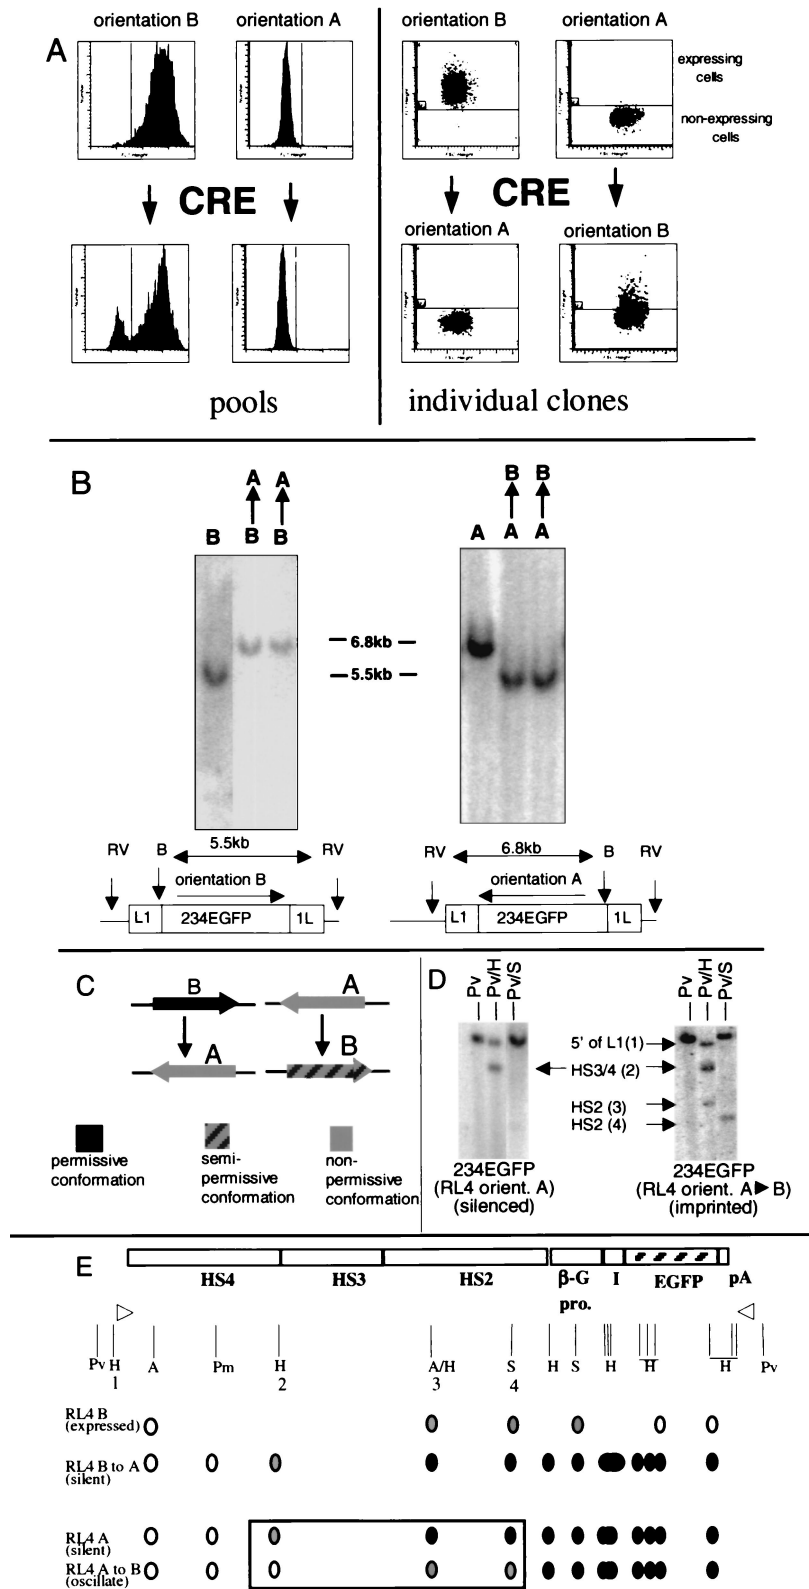 A
orientation B orientation A orientation B orientation A
expressing cells
non-expressing cells
CRE CRE
orientation A orientation B
pools individual clones
B
A A B B
B B B A A A
6.8kb
5.5kb
5.5kb
RV B RV
orientation B
L1 234EGFP 1L
6.8kb
RV B RV
orientation A
L1 234EGFP 1L
C
B A
A B
permissive conformation
semi-permissive conformation
non-permissive conformation
D
Pv Pv/H Pv/S Pv Pv/H Pv/S
5' of L1(1)
HS3/4 (2)
HS2 (3)
HS2 (4)
234EGFP
(RL4 orient. A)
(silenced)
234EGFP
(RL4 orient. A ► B)
(imprinted)
E
HS4 HS3 HS2 β-G pro. I EGFP pA
Pv H A Pm H A/H S H S H H H Pv
1 2 3 4
RL4 B
(expressed)
RL4 B to A
(silent)
RL4 A
(silent)
RL4 A to B
(oscillate)